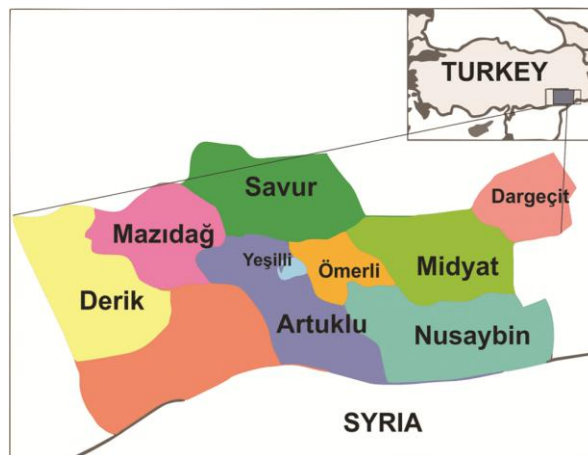 TURKEY
Savur
Dargeçit
Mazıdağ
Yeşilli
Ömerli
Midyat
Derik
Artuklu
Nusaybin
SYRIA